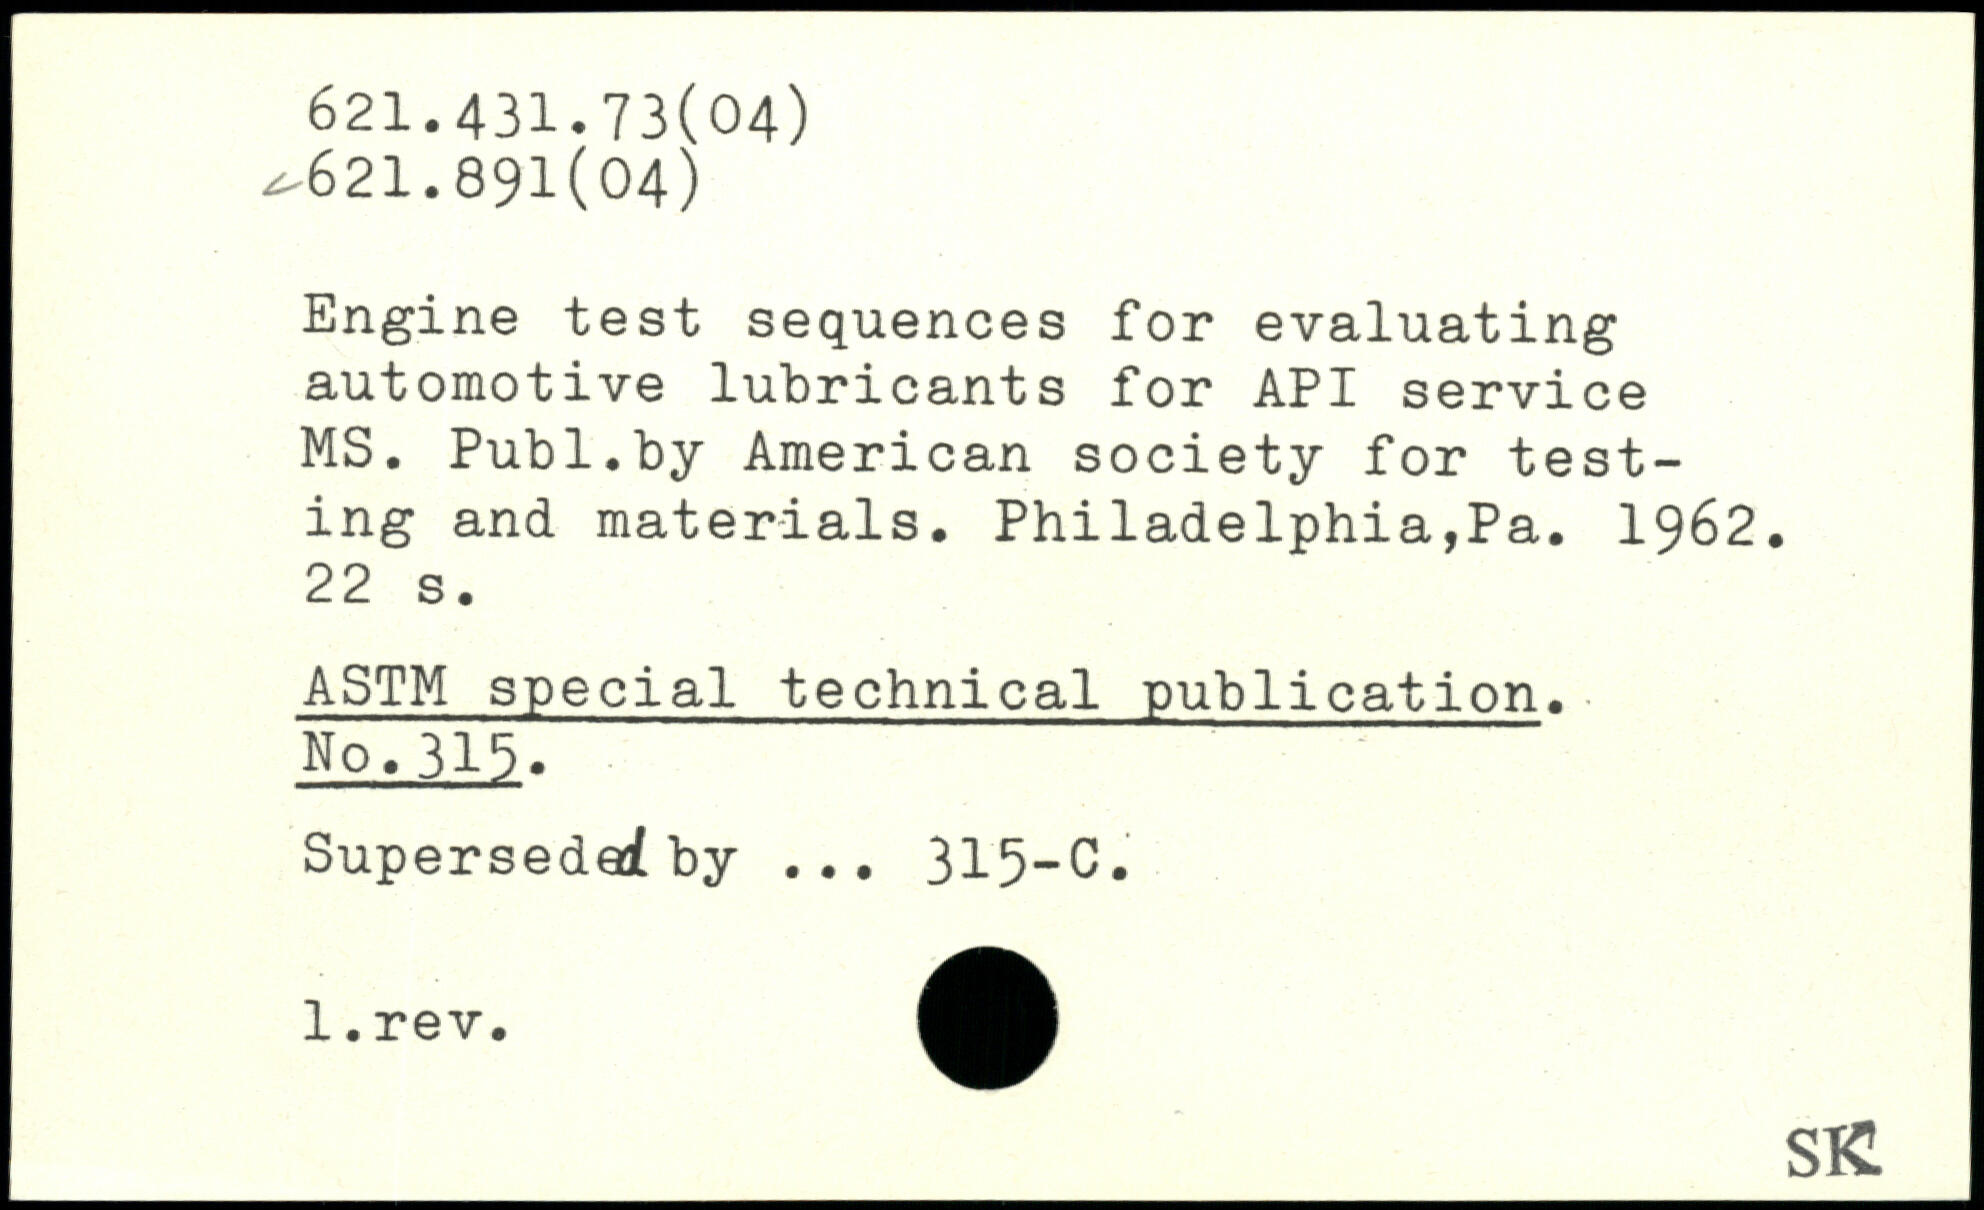 621.431.73(04)
621.891(04)
Engine test sequences for evaluating
automotive lubricants for API service
MS. Publ.by American society for test-
ing and materials. Philadelphia,Pa. 1962.
22 s.
ASTM special technical publication.
No.315.
Superseded by ... 315-C.
1.rev.
SK